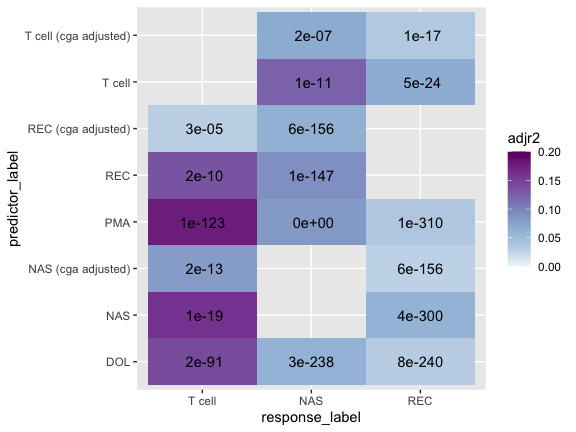 T cell (cga adjusted) 2e-07 1e-17
T cell 1e-11 5e-24
REC (cga adjusted) 3e-05 6e-156
REC 2e-10 1e-147
PMA 1e-123 0e+00 1e-310
NAS (cga adjusted) 2e-13 6e-156
NAS 1e-19 4e-300
DOL 2e-91 3e-238 8e-240
T cell NAS REC
response_label
predictor_label
adjr2
0.20
0.15
0.10
0.05
0.00